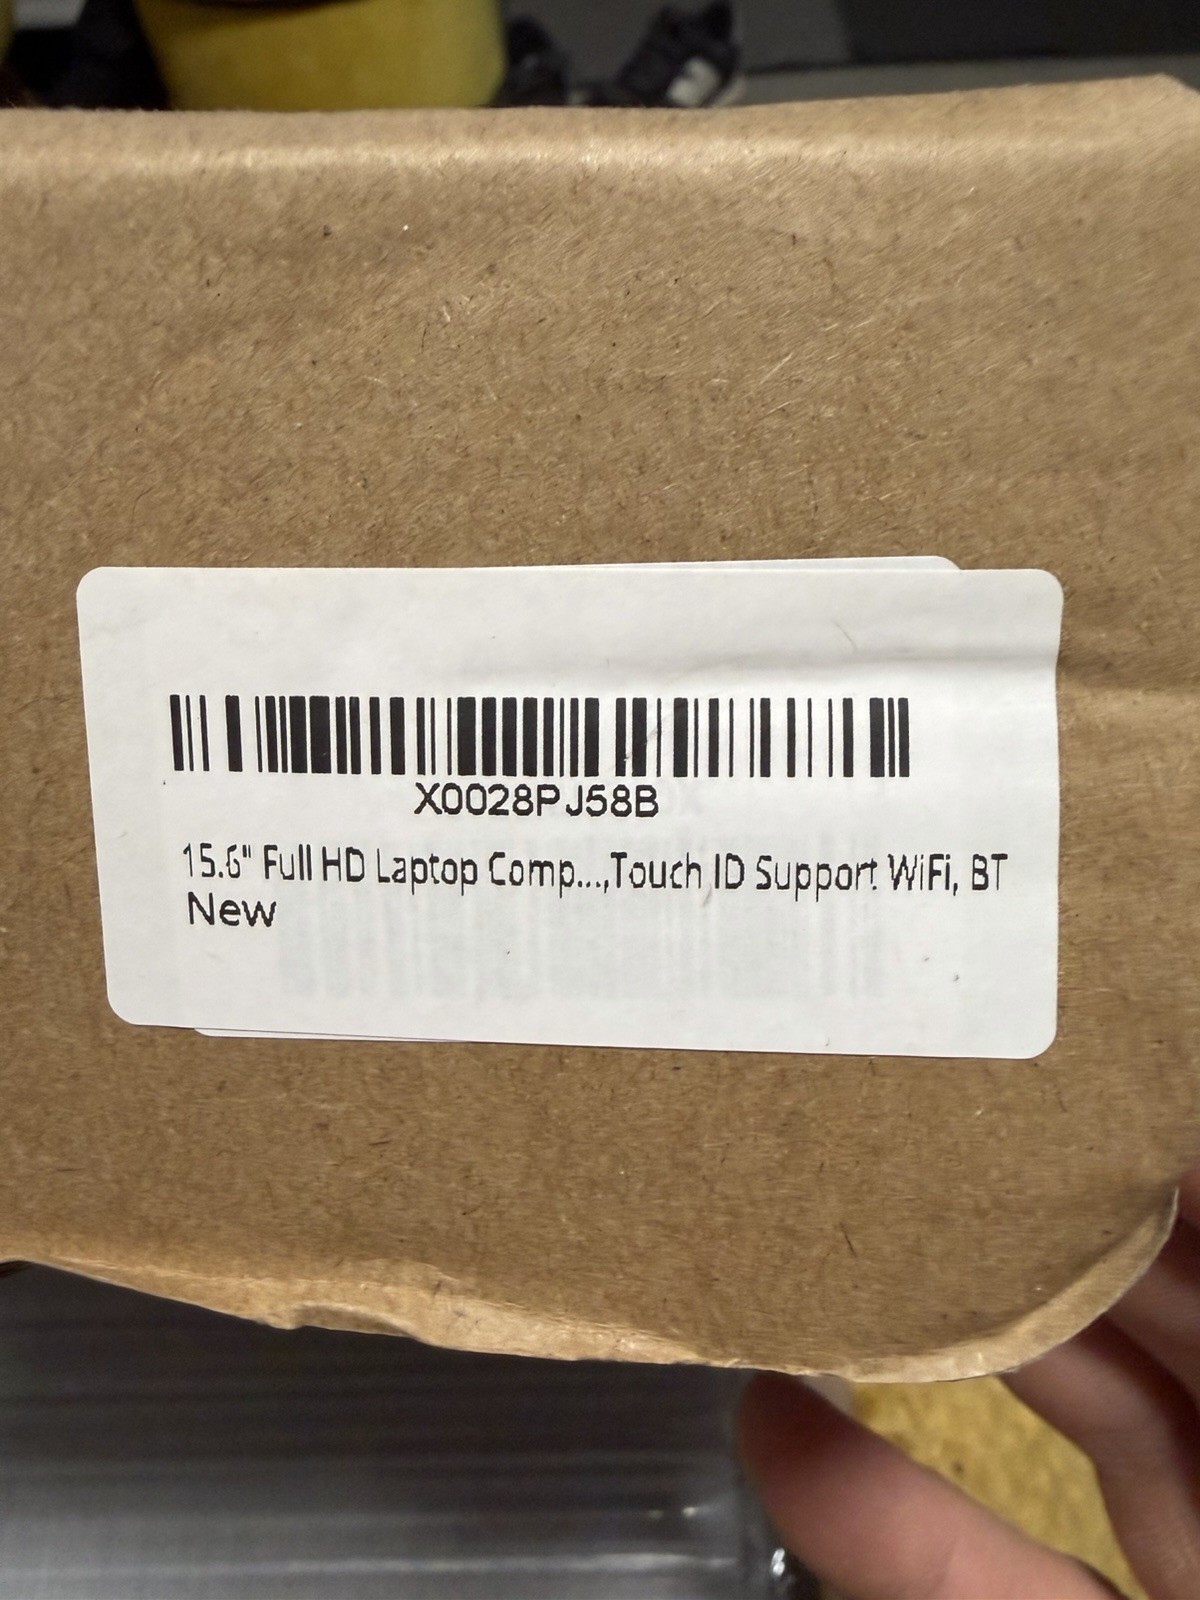 X0028PJ58B
15.6" Full HD Laptop Comp...,Touch ID Support WiFi, BT
New